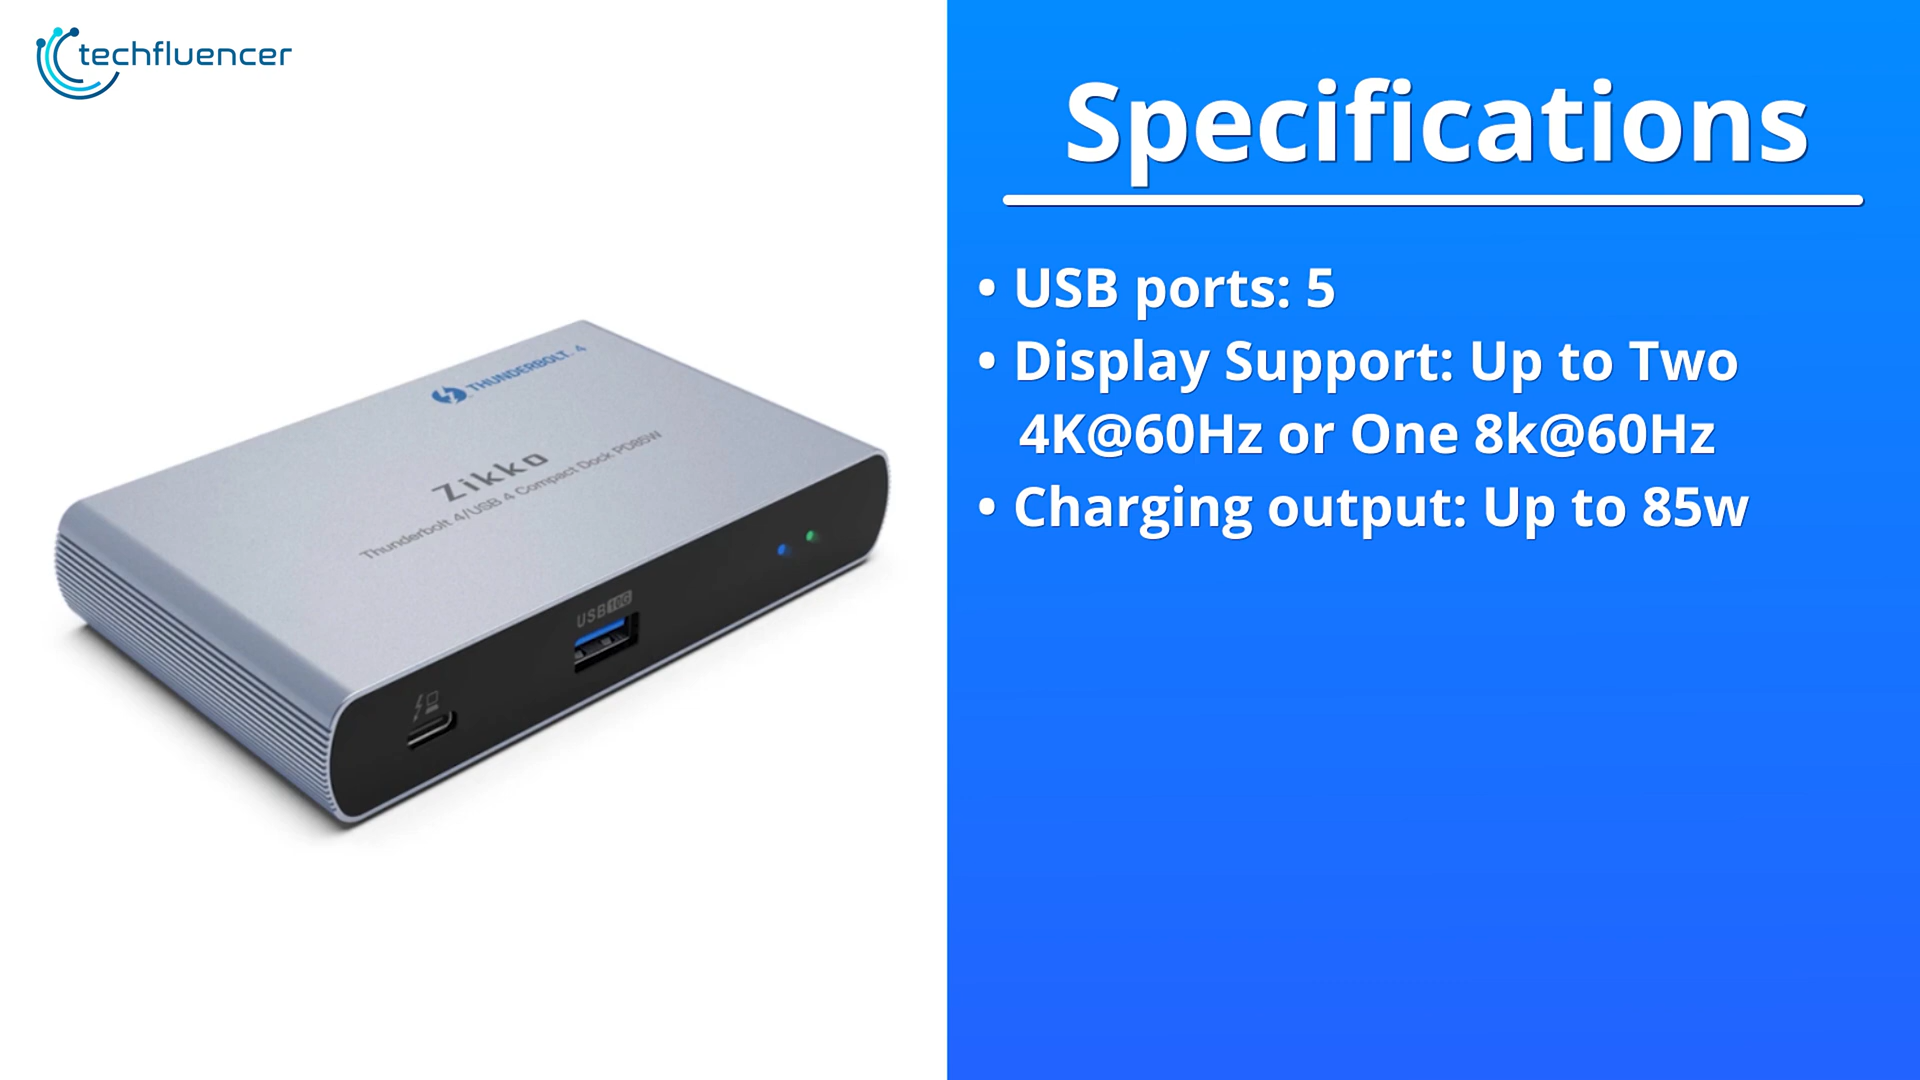 techfluencer
THUNDERBOLT. 4
Zikko
Thunderbolt 4/USB 4 Compact Dock PD85W
USB 10G
Specifications
• USB ports: 5
• Display Support: Up to Two
4K@60Hz or One 8k@60Hz
• Charging output: Up to 85w